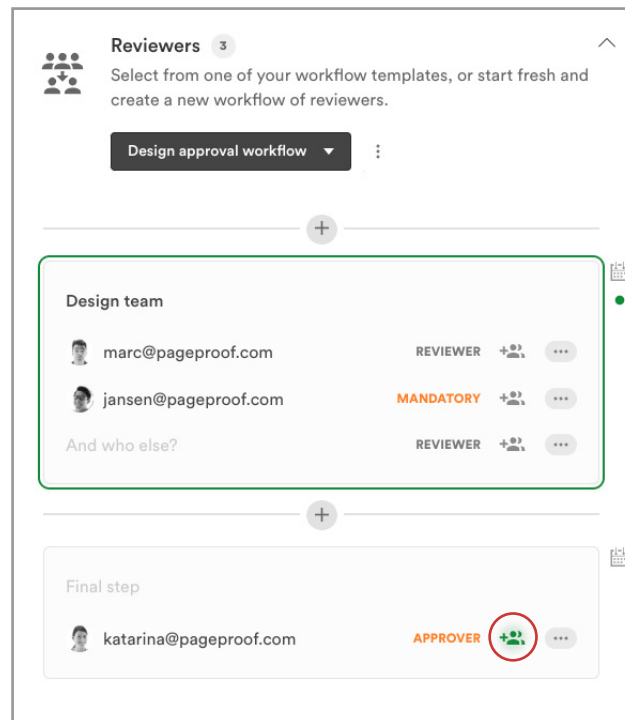 Reviewers 3
Select from one of your workflow templates, or start fresh and
create a new workflow of reviewers.
Design approval workflow
Design team
marc@pageproof.com REVIEWER
jansen@pageproof.com MANDATORY
And who else? REVIEWER
Final step
katarina@pageproof.com APPROVER